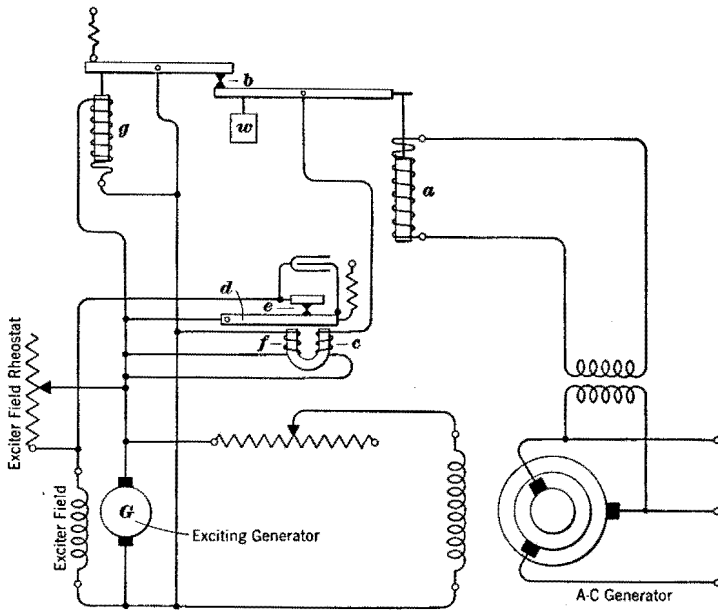 b
g
w
a
d
e
f
c
Exciter Field Rheostat
Exciter Field
G
Exciting Generator
A-C Generator